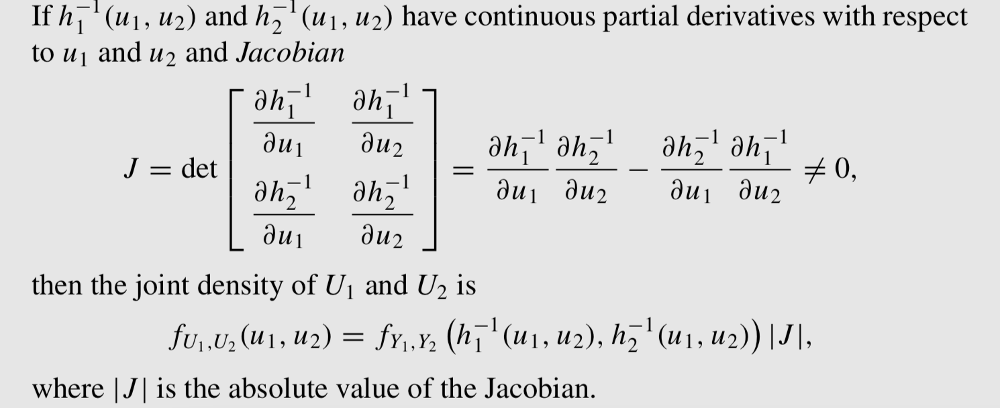 If $h_1^{-1}(u_1, u_2)$ and $h_2^{-1}(u_1, u_2)$ have continuous partial derivatives with respect
to $u_1$ and $u_2$ and Jacobian
$J = \det \begin{bmatrix} \dfrac{\partial h_1^{-1}}{\partial u_1} & \dfrac{\partial h_1^{-1}}{\partial u_2} \\ \dfrac{\partial h_2^{-1}}{\partial u_1} & \dfrac{\partial h_2^{-1}}{\partial u_2} \end{bmatrix} = \dfrac{\partial h_1^{-1}}{\partial u_1} \dfrac{\partial h_2^{-1}}{\partial u_2} - \dfrac{\partial h_2^{-1}}{\partial u_1} \dfrac{\partial h_1^{-1}}{\partial u_2} \neq 0,$
then the joint density of $U_1$ and $U_2$ is
$f_{U_1,U_2}(u_1, u_2) = f_{Y_1,Y_2}\left(h_1^{-1}(u_1, u_2), h_2^{-1}(u_1, u_2)\right)|J|,$
where $|J|$ is the absolute value of the Jacobian.